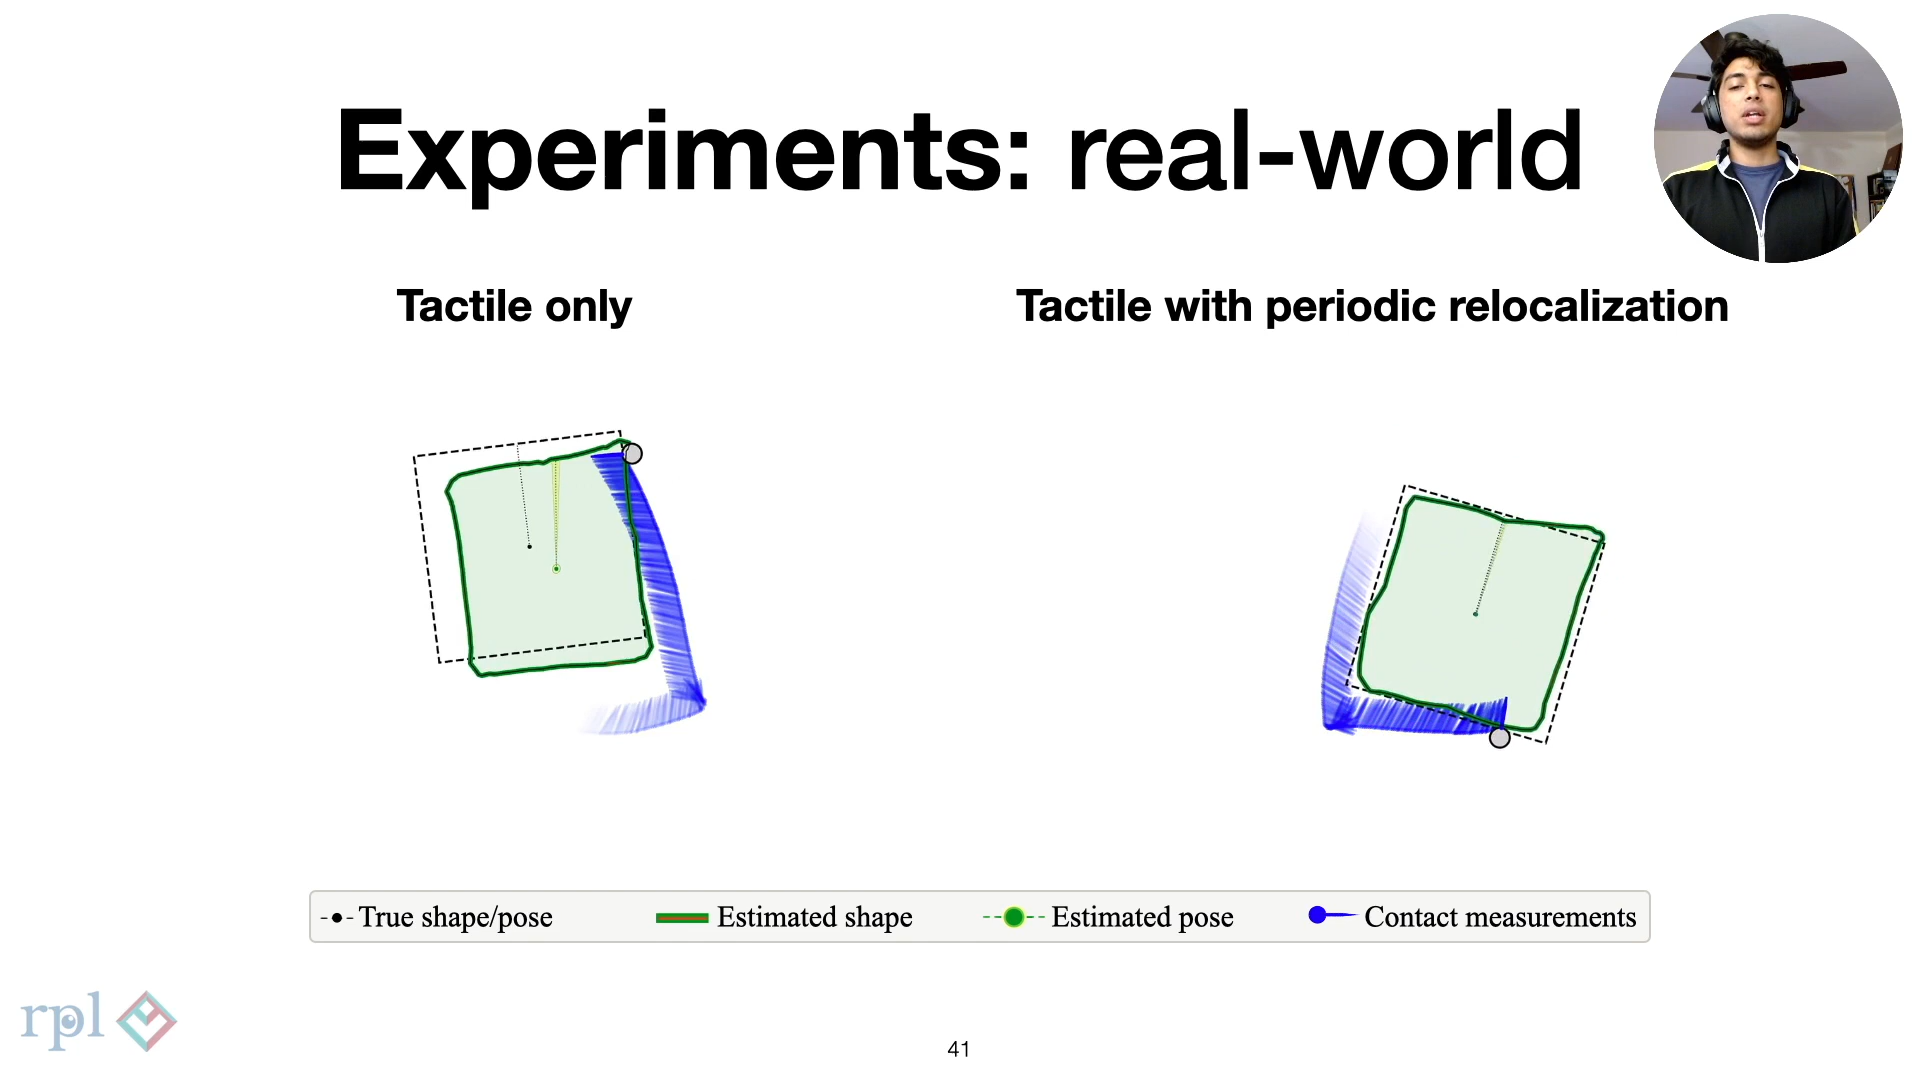 Experiments: real-world
Tactile only
Tactile with periodic relocalization
True shape/pose
Estimated shape
Estimated pose
Contact measurements
rpl
41